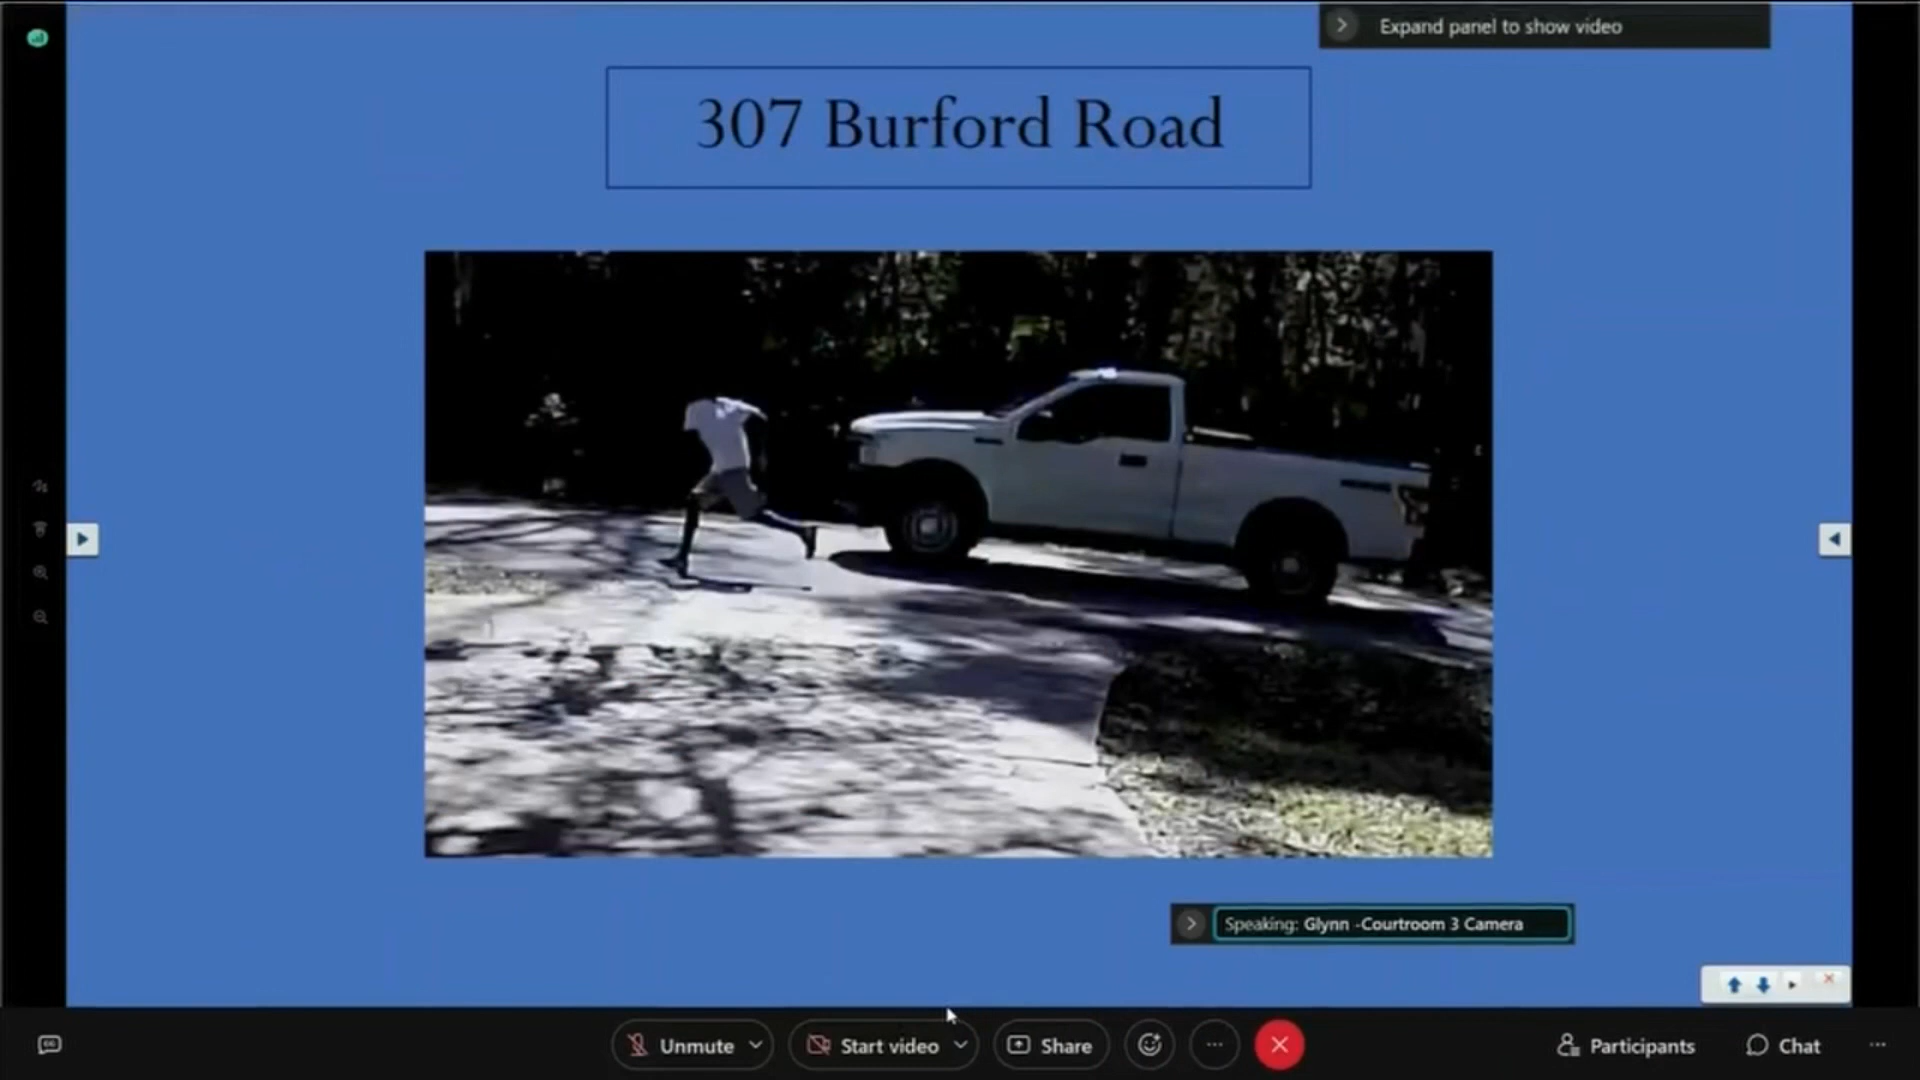 Expand panel to show video
307 Burford Road
Speaking: Glynn -Courtroom 3 Camera
Unmute
Start video
Share
Participants
Chat